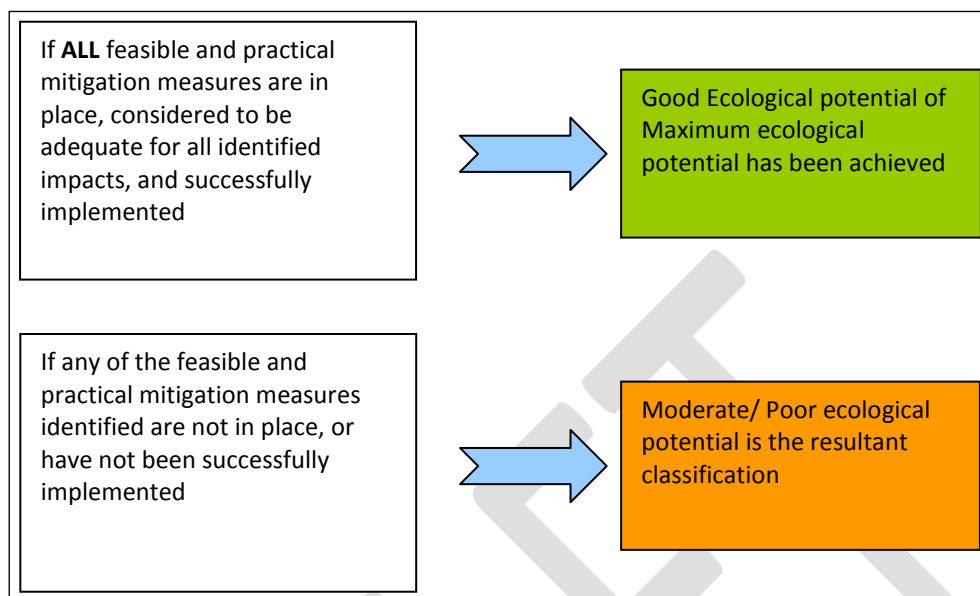 If ALL feasible and practical
mitigation measures are in
place, considered to be
adequate for all identified
impacts, and successfully
implemented
Good Ecological potential of
Maximum ecological
potential has been achieved
If any of the feasible and
practical mitigation measures
identified are not in place, or
have not been successfully
implemented
Moderate/ Poor ecological
potential is the resultant
classification